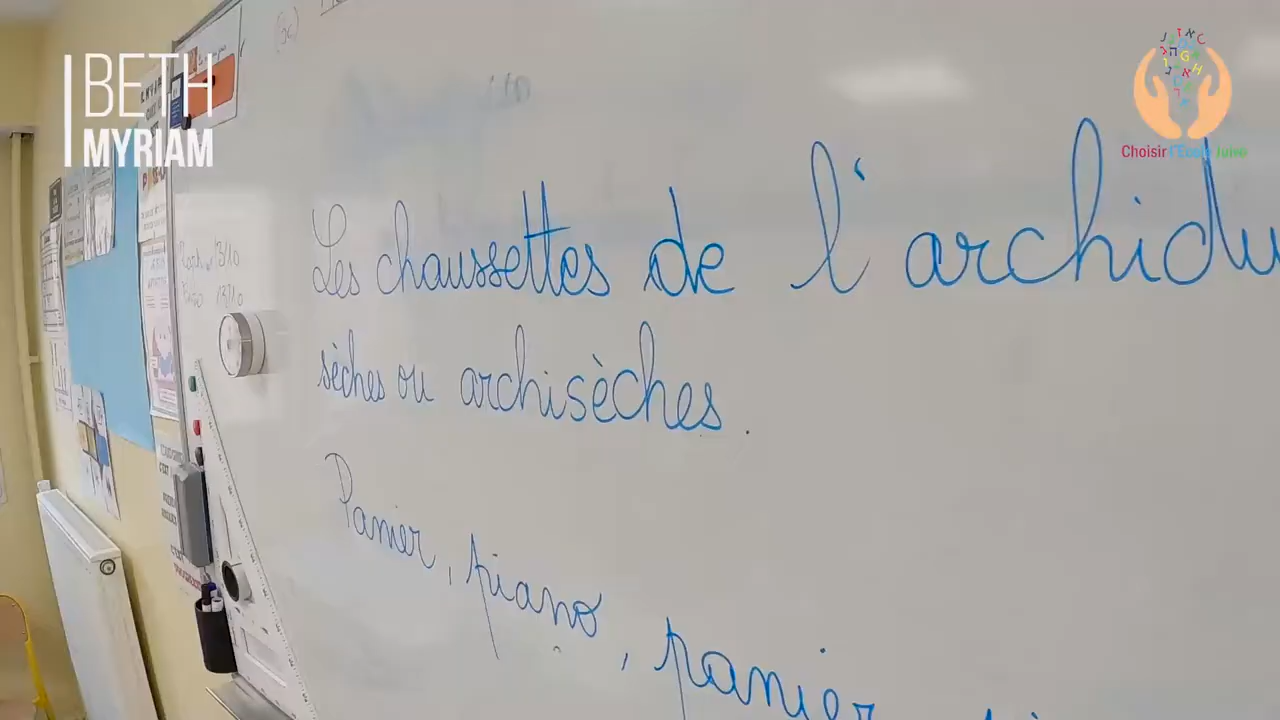 BETH
MYRIAM
Choisir l'École Juive
Les chaussettes de l'archidu
sèches ou archisèches.
Panier, piano, panier